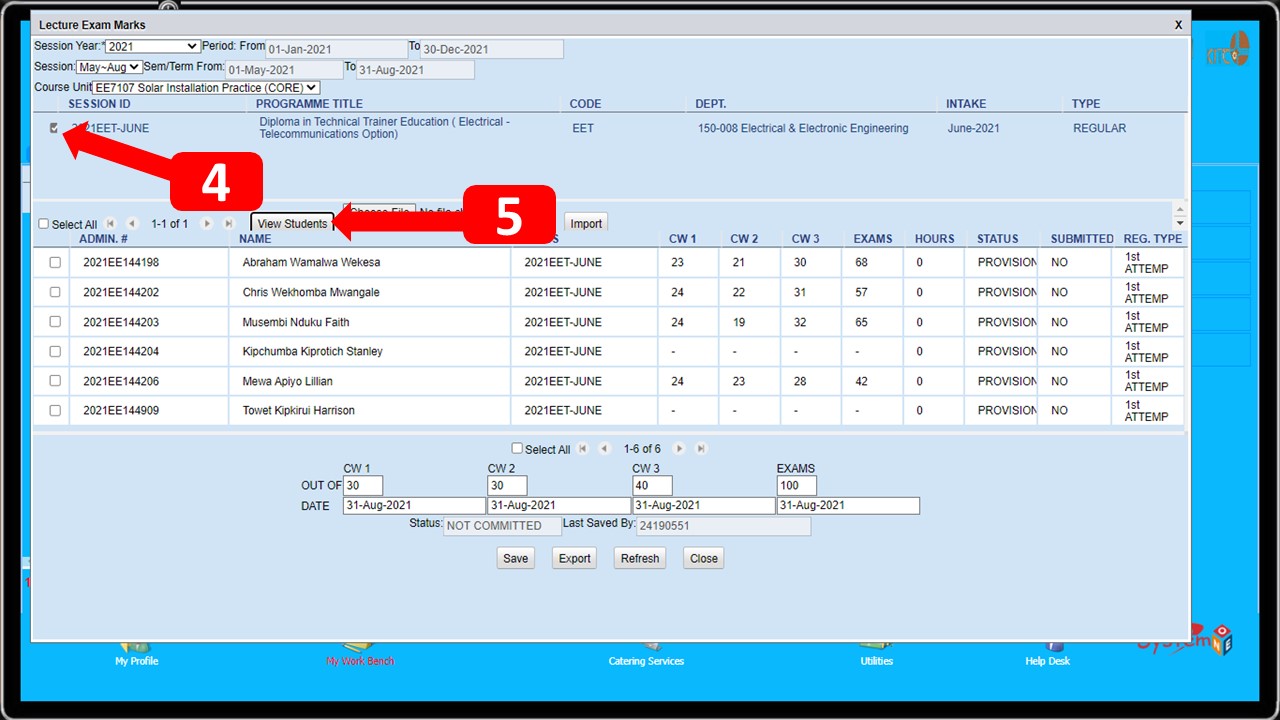 Lecture Exam Marks X
Session Year:* 2021 Period: From 01-Jan-2021 To 30-Dec-2021
Session: May~Aug Sem/Term From: 01-May-2021 To 31-Aug-2021
Course Unit EE7107 Solar Installation Practice (CORE)
SESSION ID PROGRAMME TITLE CODE DEPT. INTAKE TYPE
2021EET-JUNE Diploma in Technical Trainer Education ( Electrical - Telecommunications Option) EET 150-008 Electrical & Electronic Engineering June-2021 REGULAR
4
5
Select All 1-1 of 1 View Students Choose File No file Import
ADMIN. # NAME CW 1 CW 2 CW 3 EXAMS HOURS STATUS SUBMITTED REG. TYPE
2021EE144198 Abraham Wamalwa Wekesa 2021EET-JUNE 23 21 30 68 0 PROVISION NO 1st ATTEMP
2021EE144202 Chris Wekhomba Mwangale 2021EET-JUNE 24 22 31 57 0 PROVISION NO 1st ATTEMP
2021EE144203 Musembi Nduku Faith 2021EET-JUNE 24 19 32 65 0 PROVISION NO 1st ATTEMP
2021EE144204 Kipchumba Kiprotich Stanley 2021EET-JUNE - - - - 0 PROVISION NO 1st ATTEMP
2021EE144206 Mewa Apiyo Lillian 2021EET-JUNE 24 23 28 42 0 PROVISION NO 1st ATTEMP
2021EE144909 Towet Kipkirui Harrison 2021EET-JUNE - - - - 0 PROVISION NO 1st ATTEMP
Select All 1-6 of 6
CW 1 CW 2 CW 3 EXAMS
OUT OF 30 30 40 100
DATE 31-Aug-2021 31-Aug-2021 31-Aug-2021 31-Aug-2021
Status: NOT COMMITTED Last Saved By: 24190551
Save Export Refresh Close
My Profile My Work Bench Catering Services Utilities Help Desk